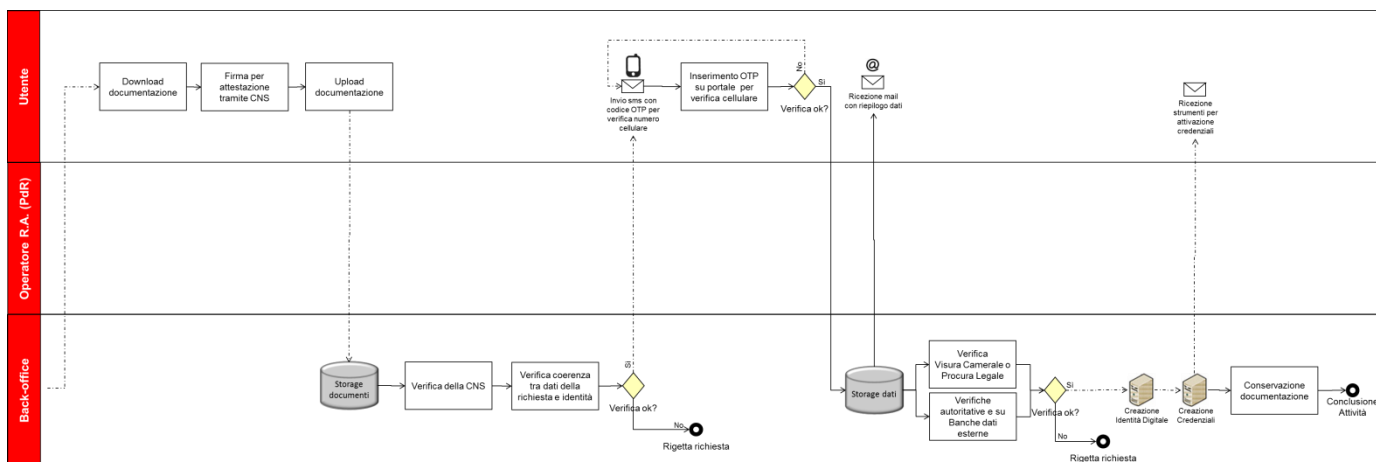 Utente
Download
documentazione
Firma per
attestazione
tramite CNS
Upload
documentazione
Invio sms con
codice OTP per
verifica numero
cellulare
Inserimento OTP
su portale per
verifica cellulare
No
Si
Verifica ok?
@
Ricezione mail
con riepilogo dati
Ricezione
strumenti per
attivazione
credenziali
Operatore R.A. (PdR)
Back-office
Storage
documenti
Verifica della CNS
Verifica coerenza
tra dati della
richiesta e identità
Si
Verifica ok?
No
Rigetta richiesta
Storage dati
Verifica
Visura Camerale o
Procura Legale
Verifiche
autoritative e su
Banche dati
esterne
Si
Verifica ok?
No
Rigetta richiesta
Creazione
Identità Digitale
Creazione
Credenziali
Conservazione
documentazione
Conclusione
Attività